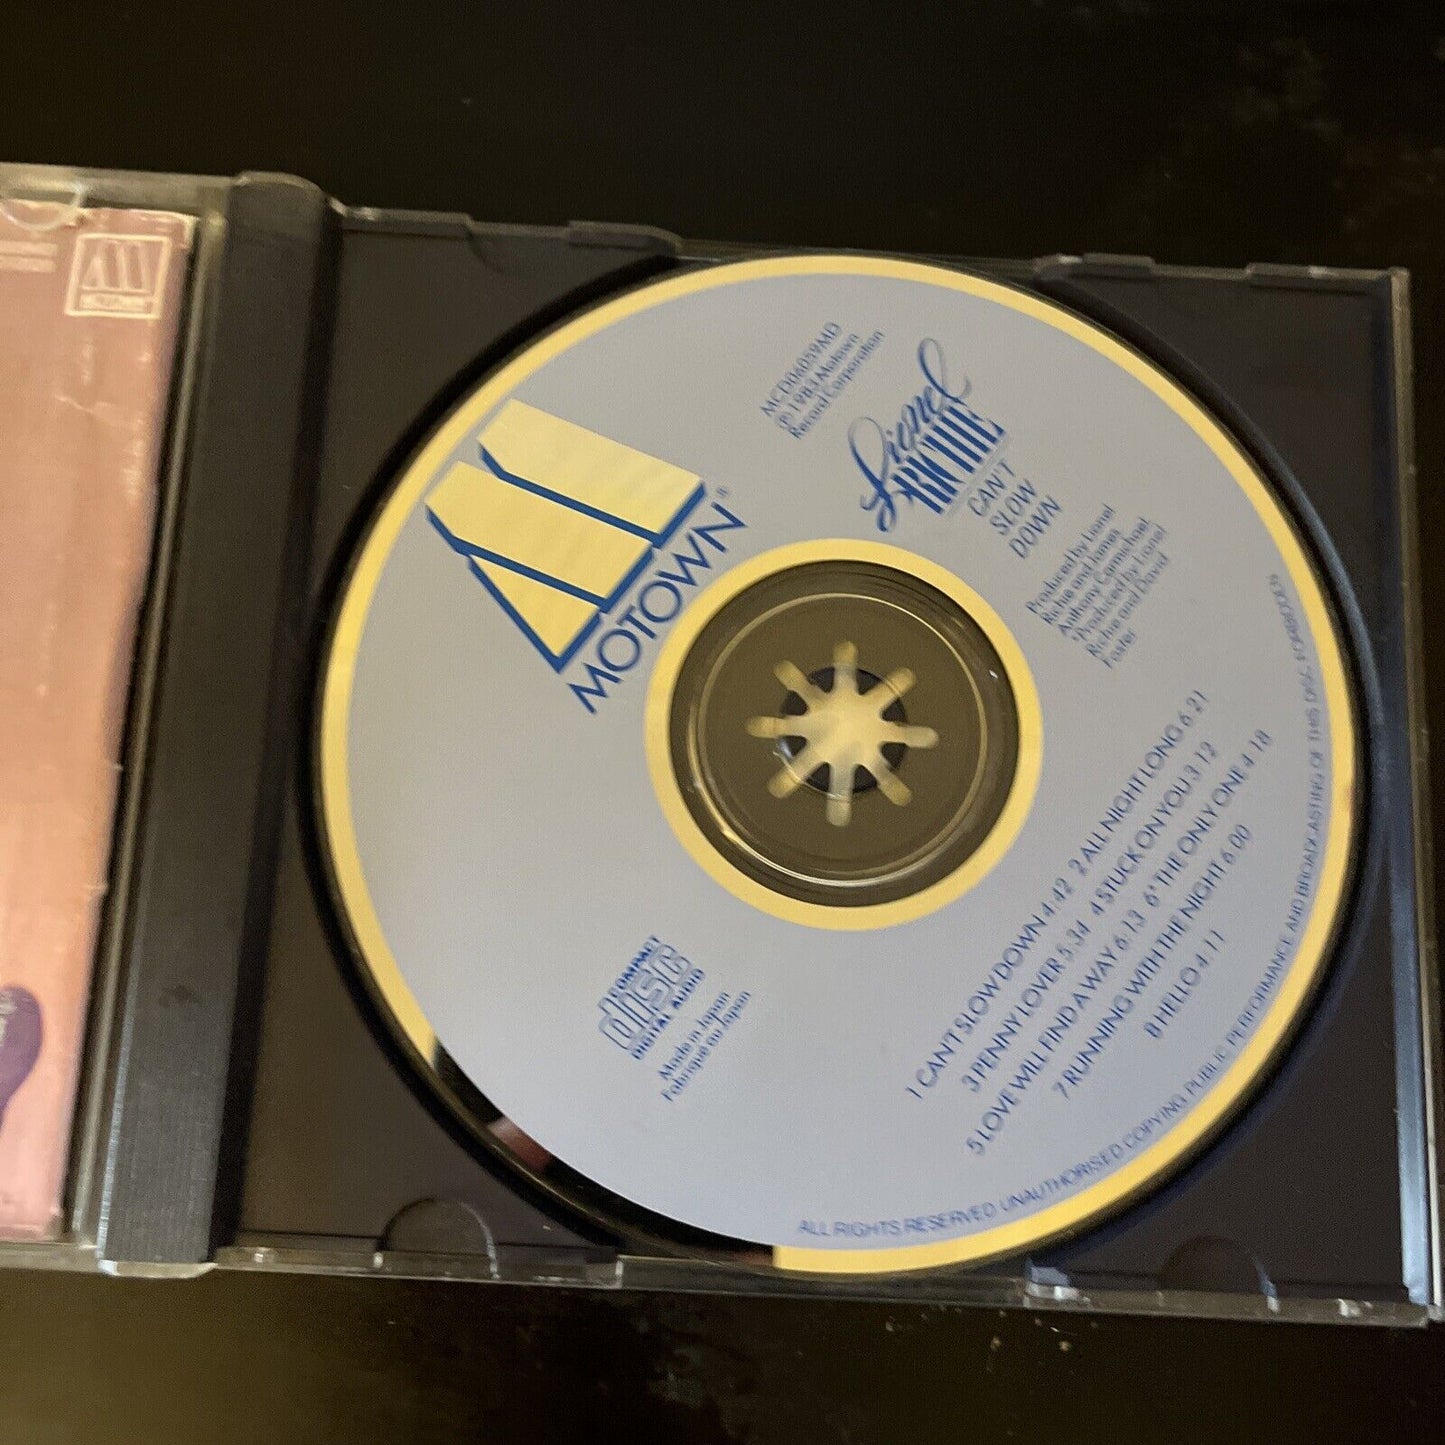 MOTOWN®
MCD06059MD
℗ 1983 Motown
Record Corporation
Lionel
RICHIE
CAN'T
SLOW
DOWN
Produced by Lionel
Richie and James
Anthony Carmichael
*Produced by Lionel
Richie and David
Foster
COMPACT
disc
DIGITAL AUDIO
Made in Japan
Fabriqué au Japon
1 CAN'T SLOW DOWN 4:42 2 ALL NIGHT LONG 6:21
3 PENNY LOVER 5:34 4 STUCK ON YOU 3:12
5 LOVE WILL FIND A WAY 6:13 6* THE ONLY ONE 4:18
7 RUNNING WITH THE NIGHT 6:00
8 HELLO 4:11
ALL RIGHTS RESERVED UNAUTHORISED COPYING PUBLIC PERFORMANCE AND BROADCASTING OF THIS DISC